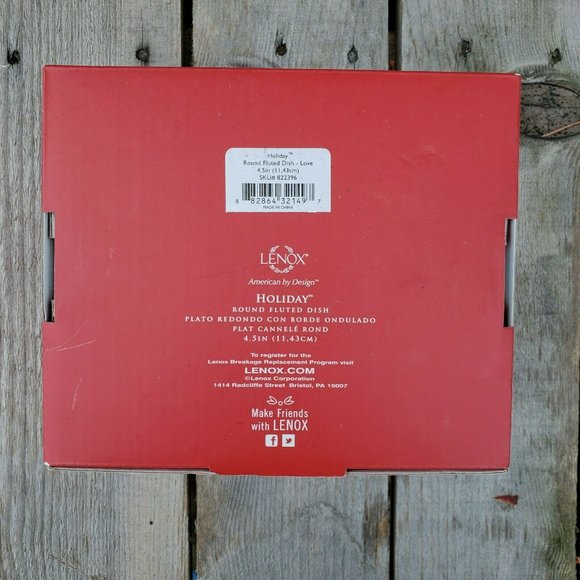 Holiday™
Round Fluted Dish - Love
4.5in (11.43cm)
SKU# 822396
8 82864 32149 7
MADE IN CHINA
LENOX®
American by Design™
HOLIDAY™
ROUND FLUTED DISH
PLATO REDONDO CON BORDE ONDULADO
PLAT CANNELÉ ROND
4.5IN (11.43CM)
To register for the
Lenox Breakage Replacement Program visit
LENOX.COM
©Lenox Corporation
1414 Radcliffe Street Bristol, PA 19007
Make Friends
with LENOX
f